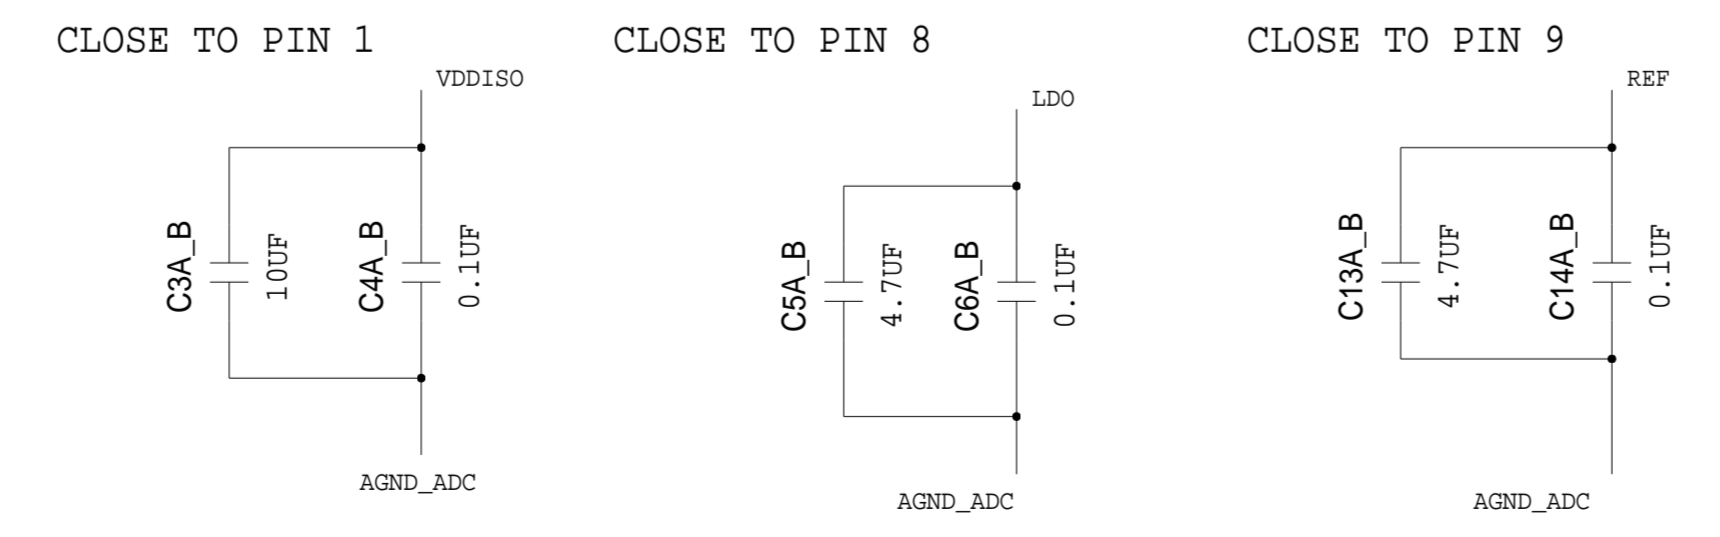 CLOSE TO PIN 1
VDDISO
C3A_B
10UF
C4A_B
0.1UF
AGND_ADC
CLOSE TO PIN 8
LDO
C5A_B
4.7UF
C6A_B
0.1UF
AGND_ADC
CLOSE TO PIN 9
REF
C13A_B
4.7UF
C14A_B
0.1UF
AGND_ADC